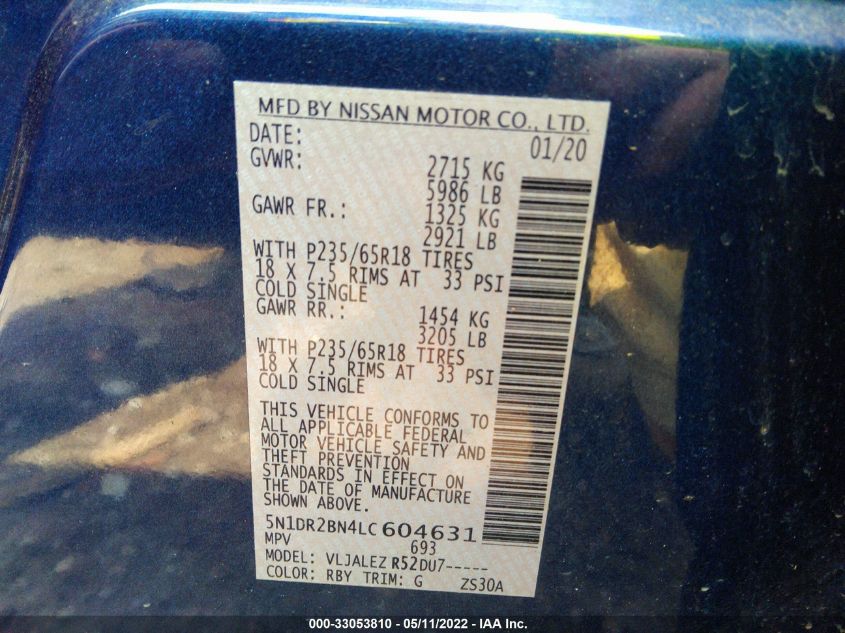 MFD BY NISSAN MOTOR CO., LTD.
DATE: 01/20
GVWR: 2715 KG
5986 LB
GAWR FR.: 1325 KG
2921 LB
WITH P235/65R18 TIRES
18 X 7.5 RIMS AT 33 PSI
COLD SINGLE
GAWR RR.: 1454 KG
3205 LB
WITH P235/65R18 TIRES
18 X 7.5 RIMS AT 33 PSI
COLD SINGLE
THIS VEHICLE CONFORMS TO
ALL APPLICABLE FEDERAL
MOTOR VEHICLE SAFETY AND
THEFT PREVENTION
STANDARDS IN EFFECT ON
THE DATE OF MANUFACTURE
SHOWN ABOVE.
5N1DR2BN4LC604631
MPV 693
MODEL: VLJALEZ R52DU7-----
COLOR: RBY TRIM: G ZS30A
000-33053810 - 05/11/2022 - IAA Inc.